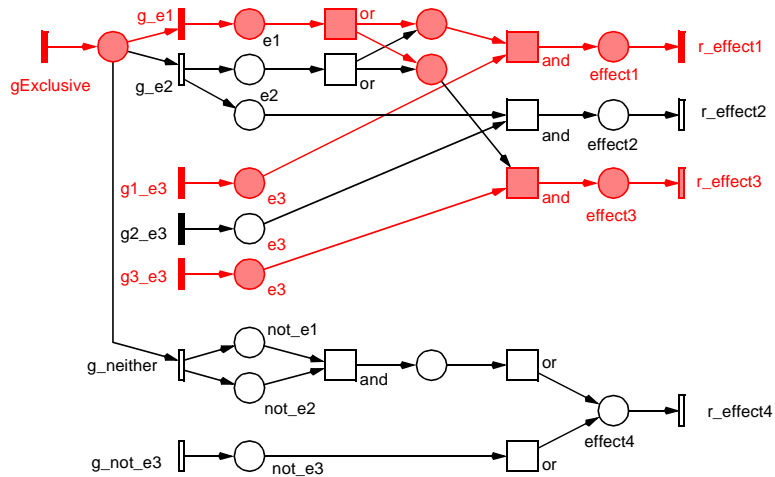 g_e1
or
e1
r_effect1
gExclusive
and
effect1
g_e2
or
e2
r_effect2
and
effect2
g1_e3
e3
r_effect3
and
effect3
g2_e3
e3
g3_e3
e3
not_e1
g_neither
and
or
not_e2
r_effect4
effect4
g_not_e3
not_e3
or